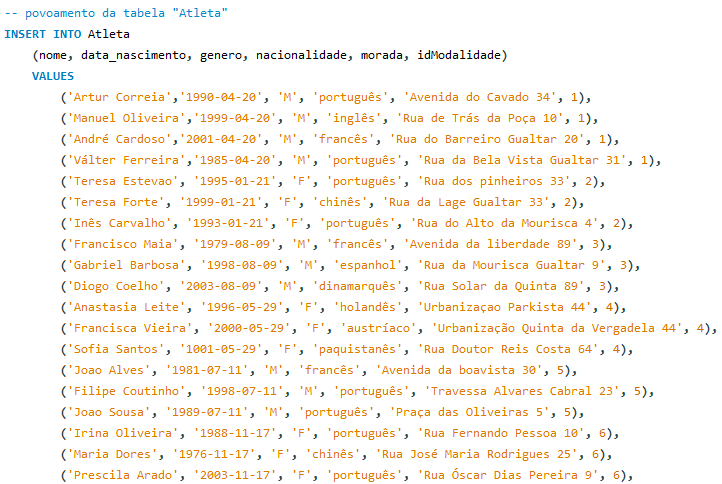 -- povoamento da tabela "Atleta"
INSERT INTO Atleta
(nome, data_nascimento, genero, nacionalidade, morada, idModalidade)
VALUES
('Artur Correia','1990-04-20', 'M', 'português', 'Avenida do Cavado 34', 1),
('Manuel Oliveira','1999-04-20', 'M', 'inglês', 'Rua de Trás da Poça 10', 1),
('André Cardoso','2001-04-20', 'M', 'francês', 'Rua do Barreiro Gualtar 20', 1),
('Válter Ferreira','1985-04-20', 'M', 'português', 'Rua da Bela Vista Gualtar 31', 1),
('Teresa Estevao', '1995-01-21', 'F', 'português', 'Rua dos pinheiros 33', 2),
('Teresa Forte', '1999-01-21', 'F', 'chinês', 'Rua da Lage Gualtar 33', 2),
('Inês Carvalho', '1993-01-21', 'F', 'português', 'Rua do Alto da Mourisca 4', 2),
('Francisco Maia', '1979-08-09', 'M', 'francês', 'Avenida da liberdade 89', 3),
('Gabriel Barbosa', '1998-08-09', 'M', 'espanhol', 'Rua da Mourisca Gualtar 9', 3),
('Diogo Coelho', '2003-08-09', 'M', 'dinamarquês', 'Rua Solar da Quinta 89', 3),
('Anastasia Leite', '1996-05-29', 'F', 'holandês', 'Urbanizaçao Parkista 44', 4),
('Francisca Vieira', '2000-05-29', 'F', 'austríaco', 'Urbanização Quinta da Vergadela 44', 4),
('Sofia Santos', '1001-05-29', 'F', 'paquistanês', 'Rua Doutor Reis Costa 64', 4),
('Joao Alves', '1981-07-11', 'M', 'francês', 'Avenida da boavista 30', 5),
('Filipe Coutinho', '1998-07-11', 'M', 'português', 'Travessa Alvares Cabral 23', 5),
('Joao Sousa', '1989-07-11', 'M', 'português', 'Praça das Oliveiras 5', 5),
('Irina Oliveira', '1988-11-17', 'F', 'português', 'Rua Fernando Pessoa 10', 6),
('Maria Dores', '1976-11-17', 'F', 'chinês', 'Rua José Maria Rodrigues 25', 6),
('Prescila Arado', '2003-11-17', 'F', 'português', 'Rua Óscar Dias Pereira 9', 6),